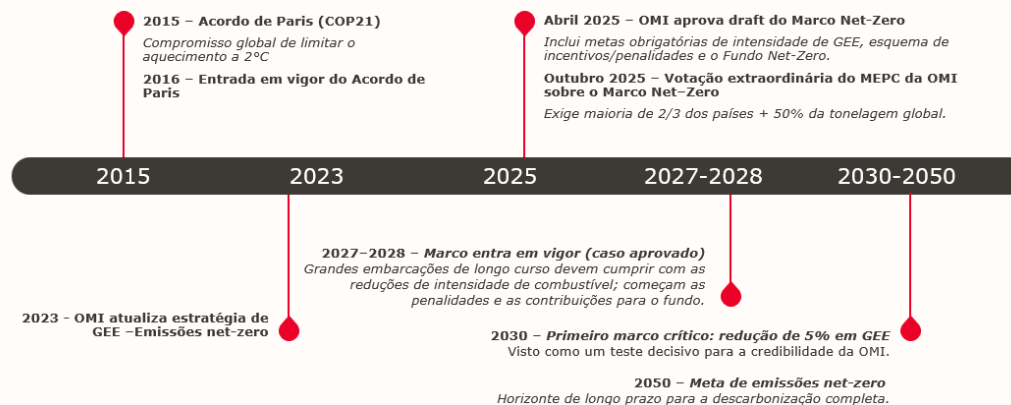 2015 – Acordo de Paris (COP21)
Compromisso global de limitar o
aquecimento a 2°C
2016 – Entrada em vigor do Acordo de
Paris
Abril 2025 – OMI aprova draft do Marco Net-Zero
Inclui metas obrigatórias de intensidade de GEE, esquema de
incentivos/penalidades e o Fundo Net-Zero.
Outubro 2025 – Votação extraordinária do MEPC da OMI
sobre o Marco Net–Zero
Exige maioria de 2/3 dos países + 50% da tonelagem global.
2015
2023
2025
2027-2028
2030-2050
2023 - OMI atualiza estratégia de
GEE –Emissões net-zero
2027–2028 – Marco entra em vigor (caso aprovado)
Grandes embarcações de longo curso devem cumprir com as
reduções de intensidade de combustível; começam as
penalidades e as contribuições para o fundo.
2030 – Primeiro marco crítico: redução de 5% em GEE
Visto como um teste decisivo para a credibilidade da OMI.
2050 – Meta de emissões net-zero
Horizonte de longo prazo para a descarbonização completa.